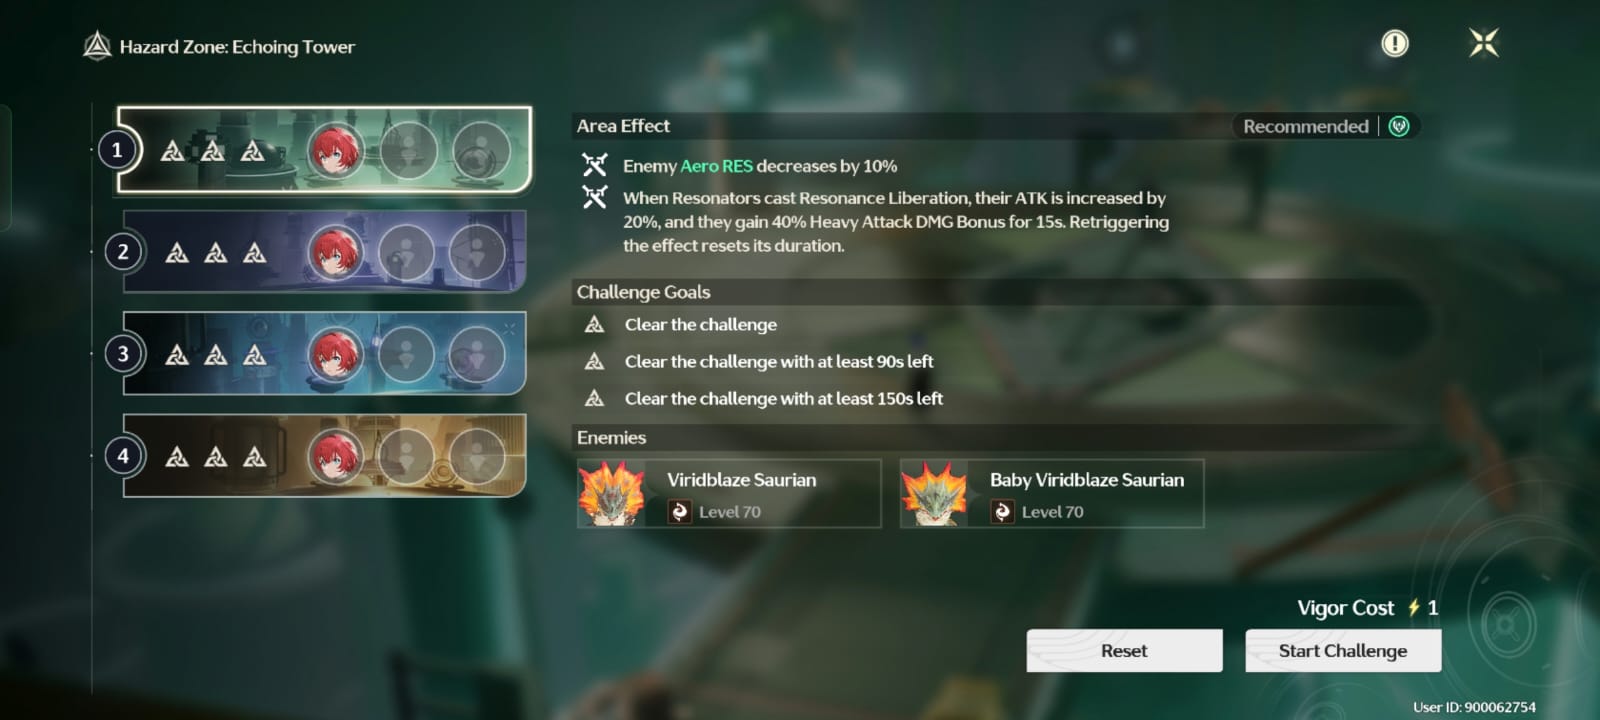 Hazard Zone: Echoing Tower
1
2
3
4
Area Effect
Recommended
Enemy Aero RES decreases by 10%
When Resonators cast Resonance Liberation, their ATK is increased by
20%, and they gain 40% Heavy Attack DMG Bonus for 15s. Retriggering
the effect resets its duration.
Challenge Goals
Clear the challenge
Clear the challenge with at least 90s left
Clear the challenge with at least 150s left
Enemies
Viridblaze Saurian
Level 70
Baby Viridblaze Saurian
Level 70
Vigor Cost 1
Reset
Start Challenge
User ID: 900062754